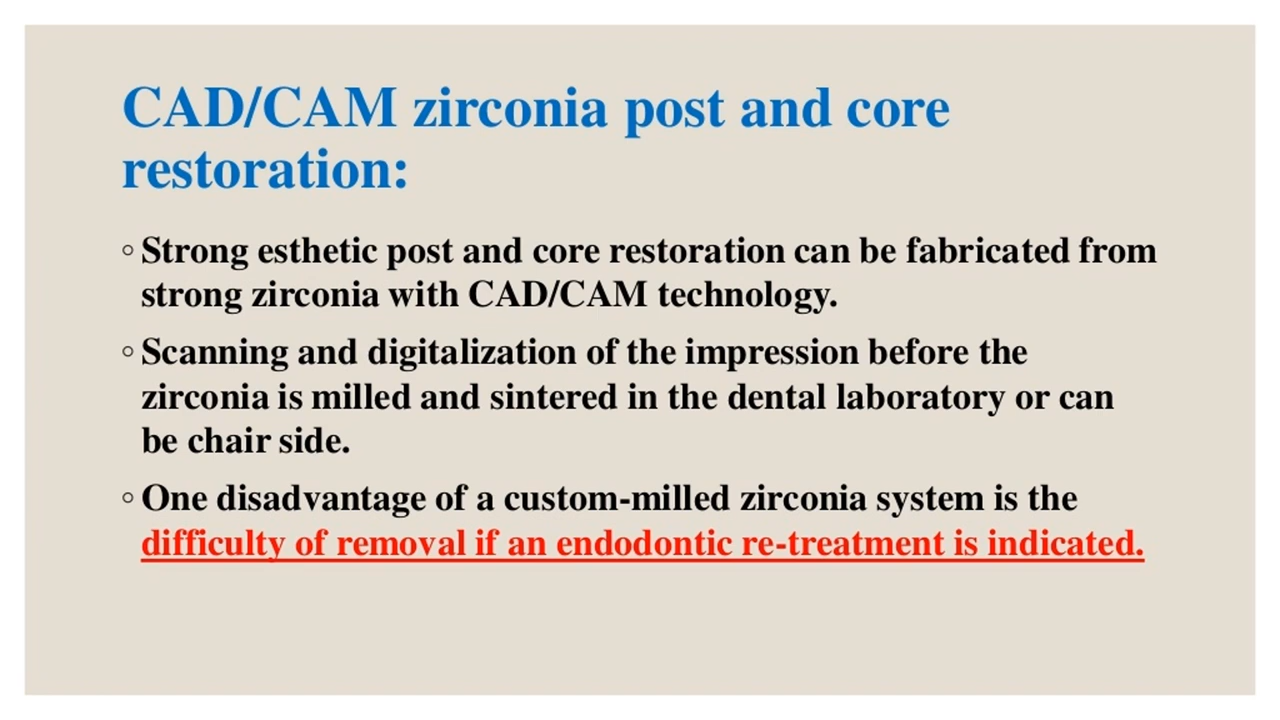 CAD/CAM zirconia post and core
restoration:
◦ Strong esthetic post and core restoration can be fabricated from
strong zirconia with CAD/CAM technology.
◦ Scanning and digitalization of the impression before the
zirconia is milled and sintered in the dental laboratory or can
be chair side.
◦ One disadvantage of a custom-milled zirconia system is the
difficulty of removal if an endodontic re-treatment is indicated.